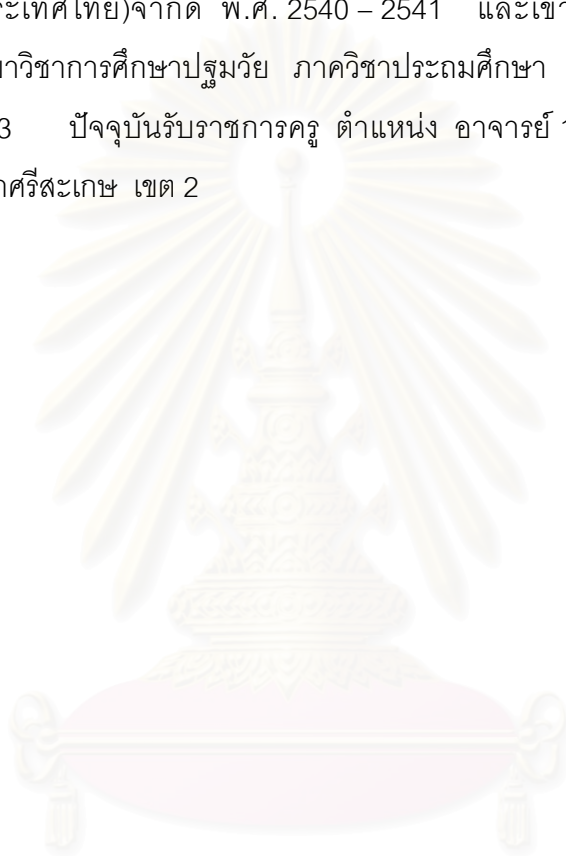 ระเทศไทย)จำกัด พ.ศ. 2540 – 2541 และเข้า
าวิชาการศึกษาปฐมวัย ภาควิชาประถมศึกษา
3 ปัจจุบันรับราชการครู ตำแหน่ง อาจารย์
าศรีสะเกษ เขต 2